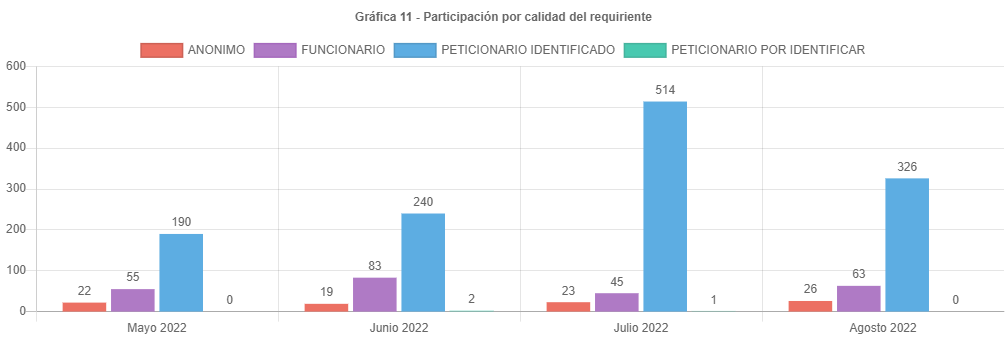 Gráfica 11 - Participación por calidad del requiriente
ANONIMO FUNCIONARIO PETICIONARIO IDENTIFICADO PETICIONARIO POR IDENTIFICAR
600
500
400
300
200
100
0
22 55 190 0
19 83 240 2
23 45 514 1
26 63 326 0
Mayo 2022 Junio 2022 Julio 2022 Agosto 2022